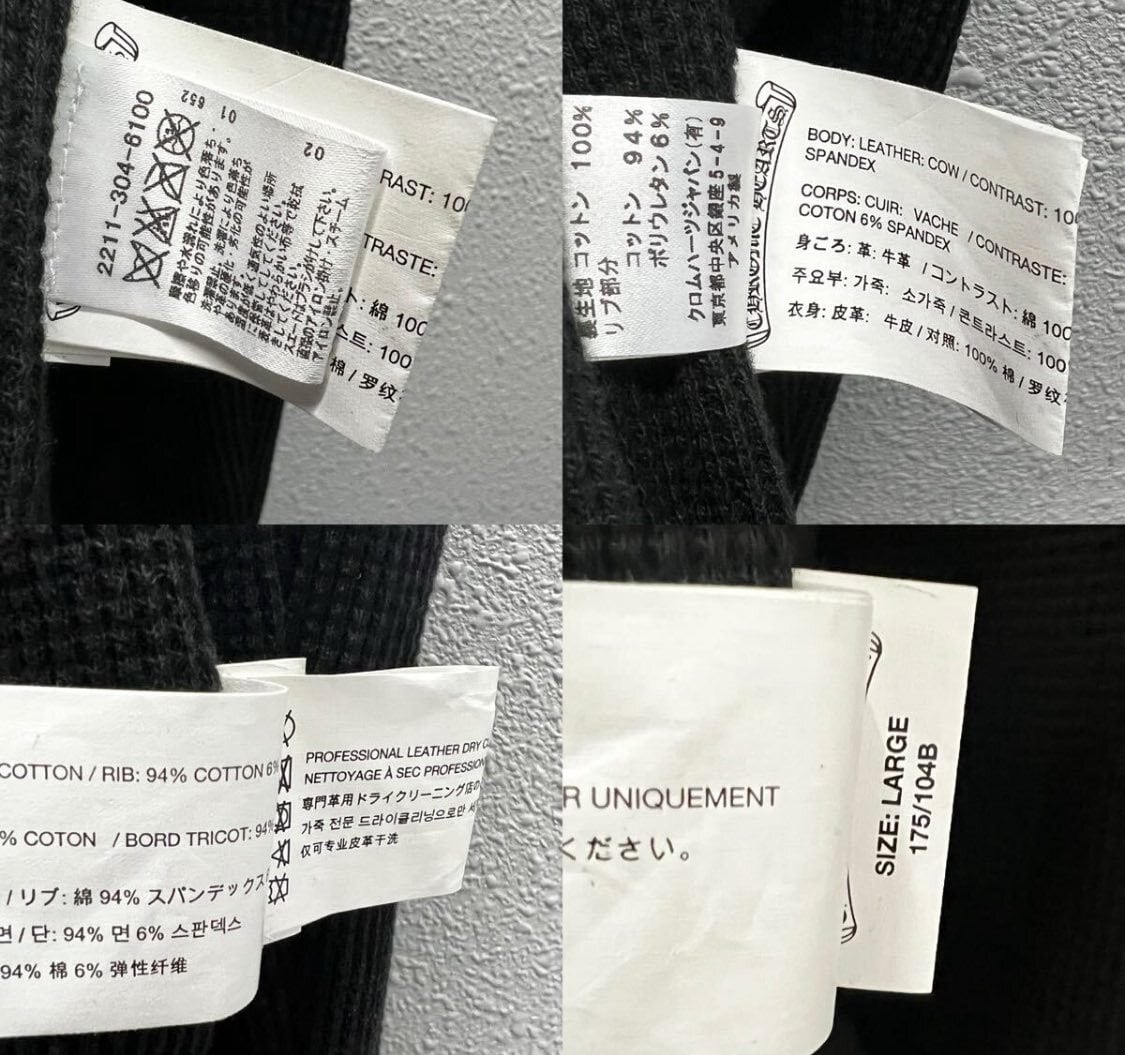 2211-304-6100
652
01
02
RAST: 100
TRASTE:
ト: 綿 100
스트: 100
棉 / 罗纹
裏生地 コットン 100%
リブ部分
コットン 94%
ポリウレタン 6%
クロムハーツジャパン(有)
東京都中央区銀座5-4-9
アメリカ製
BODY: LEATHER: COW / CONTRAST: 100
SPANDEX
CORPS: CUIR: VACHE / CONTRASTE:
COTON 6% SPANDEX
身ごろ: 革: 牛革 / コントラスト: 綿 100
주요부: 가죽: 소가죽 / 콘트라스트: 100
衣身: 皮革: 牛皮 / 对照: 100% 棉 / 罗纹
COTTON / RIB: 94% COTTON 6%
% COTON / BORD TRICOT: 94%
/ リブ: 綿 94% スパンデックス
면 / 단: 94% 면 6% 스판덱스
94% 棉 6% 弹性纤维
PROFESSIONAL LEATHER DRY C
NETTOYAGE À SEC PROFESSION
専門革用ドライクリーニング店
가죽 전문 드라이클리닝으로만
仅可专业皮革干洗
R UNIQUEMENT
ください。
SIZE: LARGE
175/104B